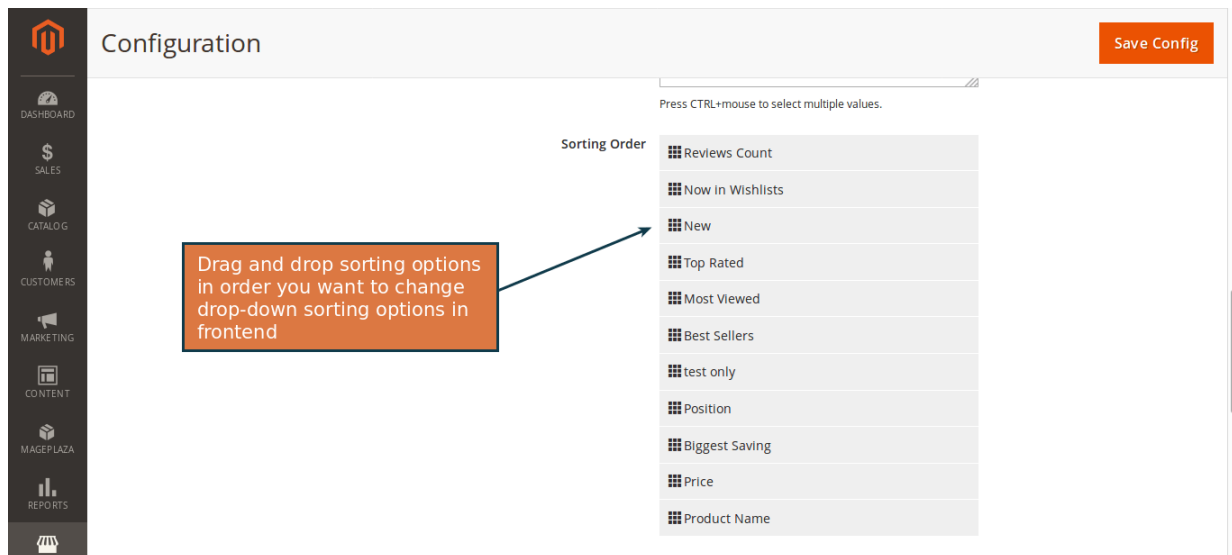 Configuration
Save Config
DASHBOARD
SALES
CATALOG
CUSTOMERS
MARKETING
CONTENT
MAGEPLAZA
REPORTS
Press CTRL+mouse to select multiple values.
Sorting Order
Reviews Count
Now in Wishlists
New
Top Rated
Most Viewed
Best Sellers
test only
Position
Biggest Saving
Price
Product Name
Drag and drop sorting options
in order you want to change
drop-down sorting options in
frontend